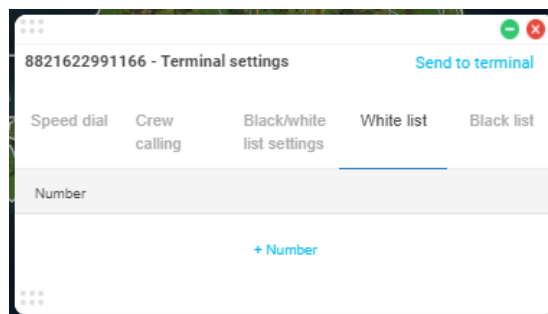 8821622991166 - Terminal settings
Send to terminal
Speed dial
Crew
calling
Black/white
list settings
White list
Black list
Number
+ Number